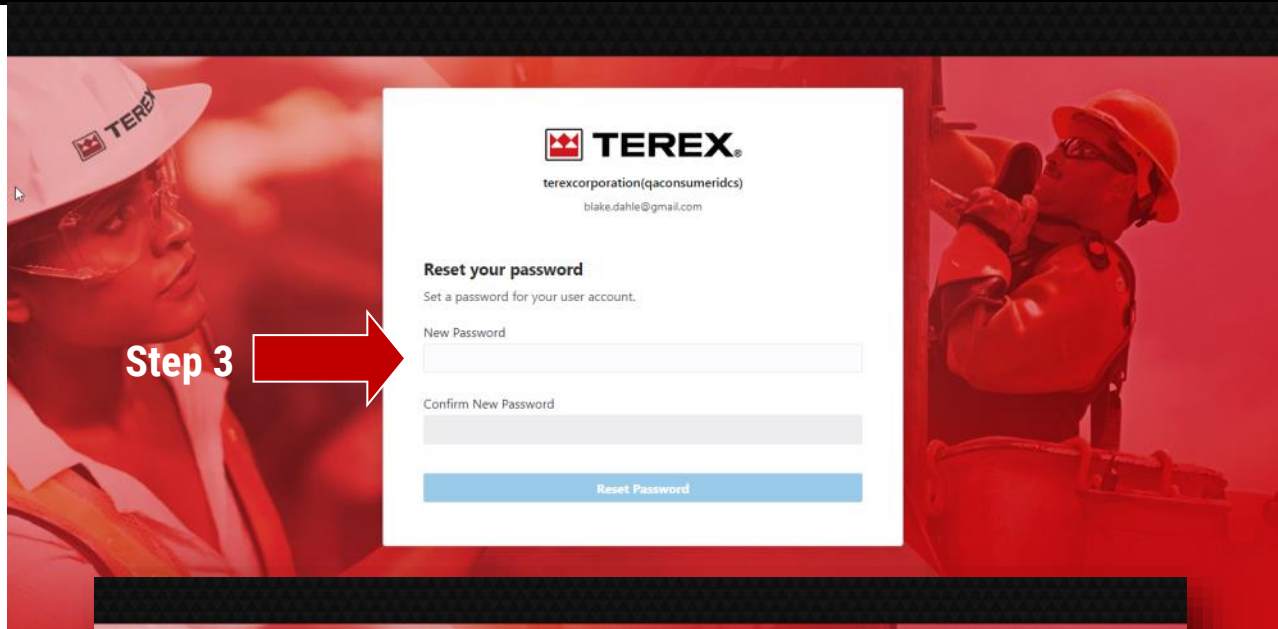 TEREX
TEREX®
terexcorporation(qaconsumeridcs)
blake.dahle@gmail.com
Reset your password
Set a password for your user account.
New Password
Step 3
Confirm New Password
Reset Password